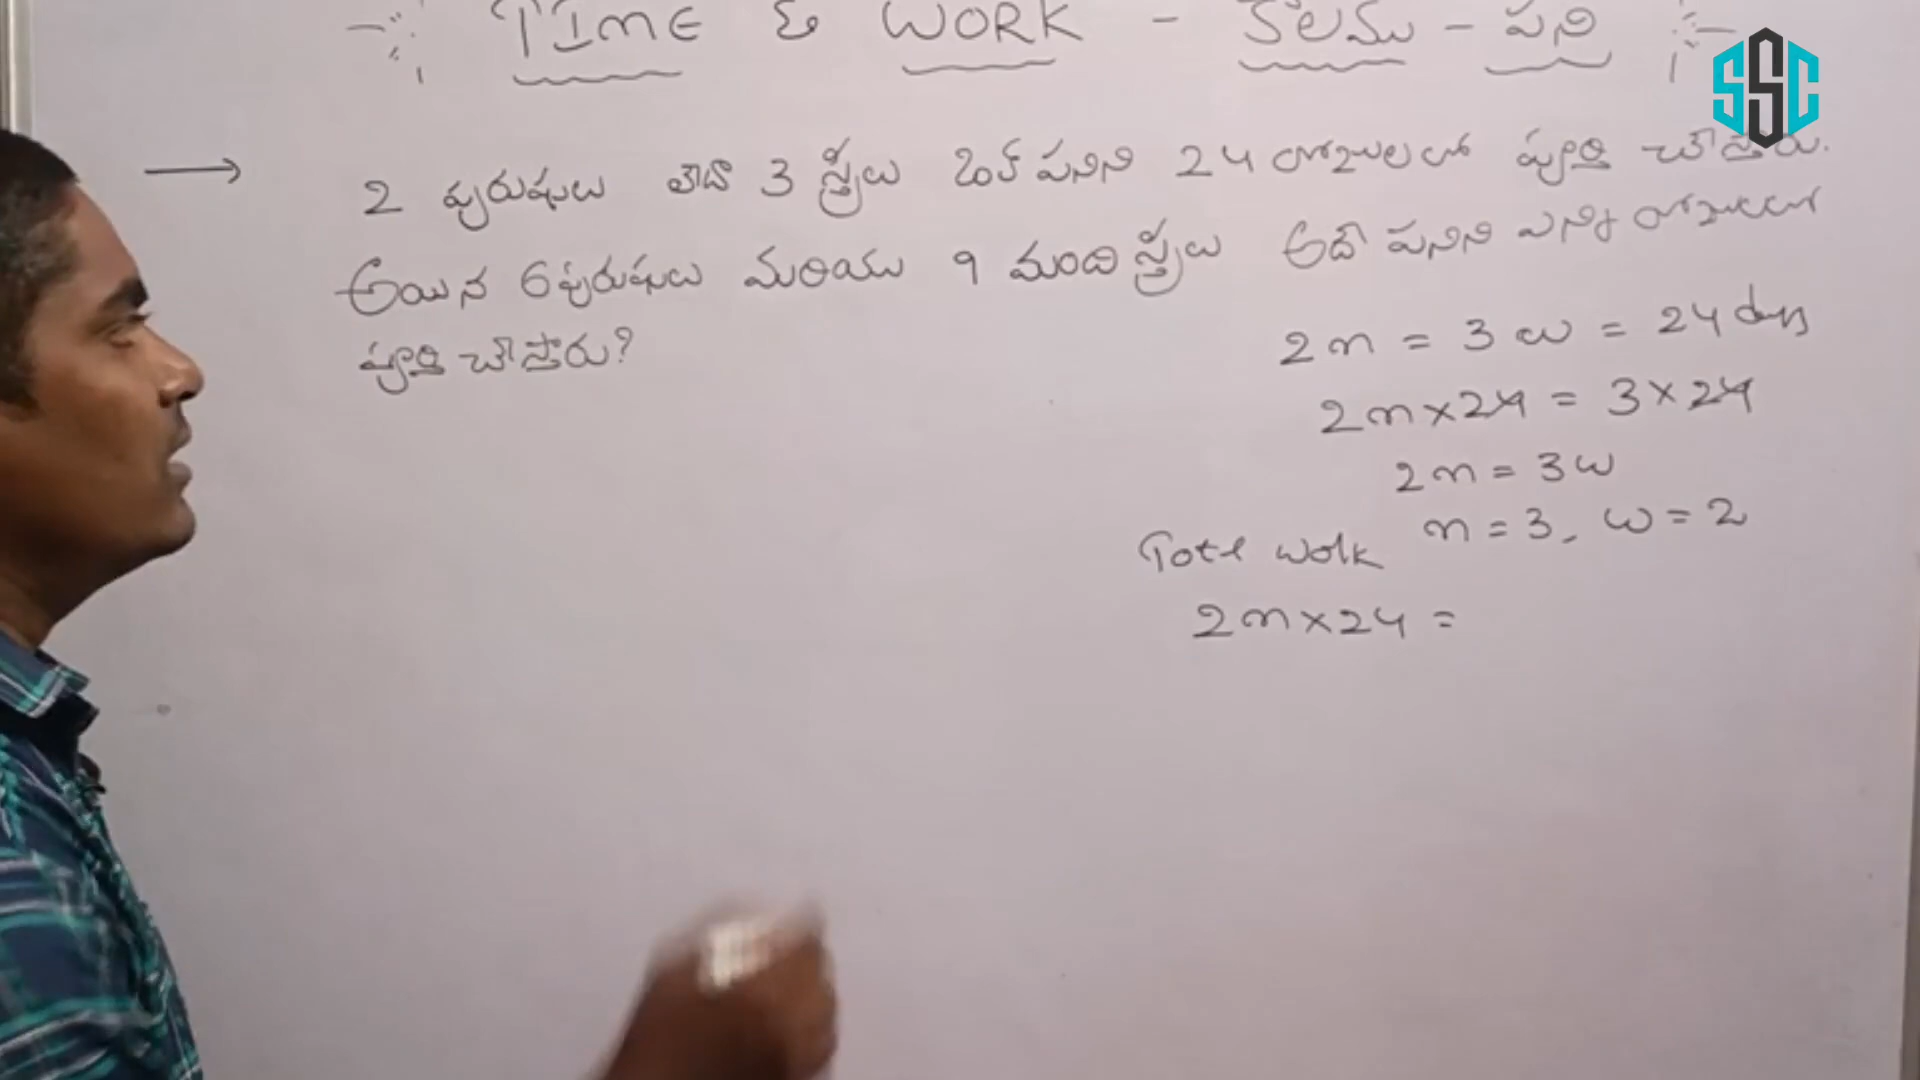 TIME & WORK - కాలము - పని
SSC
→ 2 పురుషులు లేదా 3 స్త్రీలు ఒక పనిని 24 రోజులలో పూర్తి చేస్తారు.
అయిన 6 పురుషులు మరియు 9 మంది స్త్రీలు అదే పనిని ఎన్ని రోజులలో
పూర్తి చేస్తారు?
2m = 3w = 24 days
2m×24 = 3×24
2m = 3w
m = 3, w = 2
Total work
2m×24 =